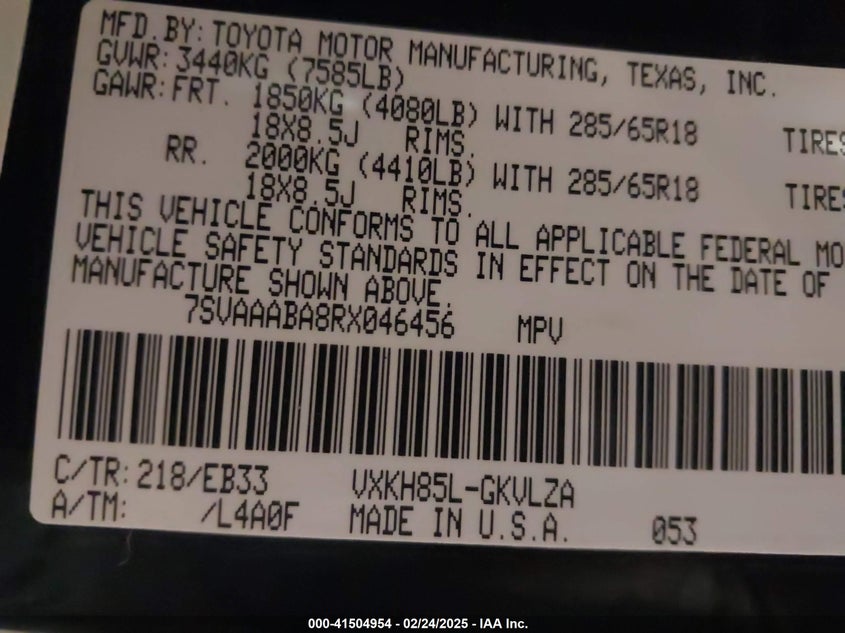 MFD.BY: TOYOTA MOTOR MANUFACTURING, TEXAS, INC.
GVWR: 3440KG (7585LB)
GAWR: FRT. 1850KG (4080LB) WITH 285/65R18 TIRES
18X8.5J RIMS.
RR. 2000KG (4410LB) WITH 285/65R18 TIRES
18X8.5J RIMS.
THIS VEHICLE CONFORMS TO ALL APPLICABLE FEDERAL MO
VEHICLE SAFETY STANDARDS IN EFFECT ON THE DATE OF
MANUFACTURE SHOWN ABOVE.
7SVAAABA8RX046456 MPV
C/TR: 218/EB33 VXKH85L-GKVLZA
A/TM: /L4A0F MADE IN U.S.A. 053
000-41504954 - 02/24/2025 - IAA Inc.